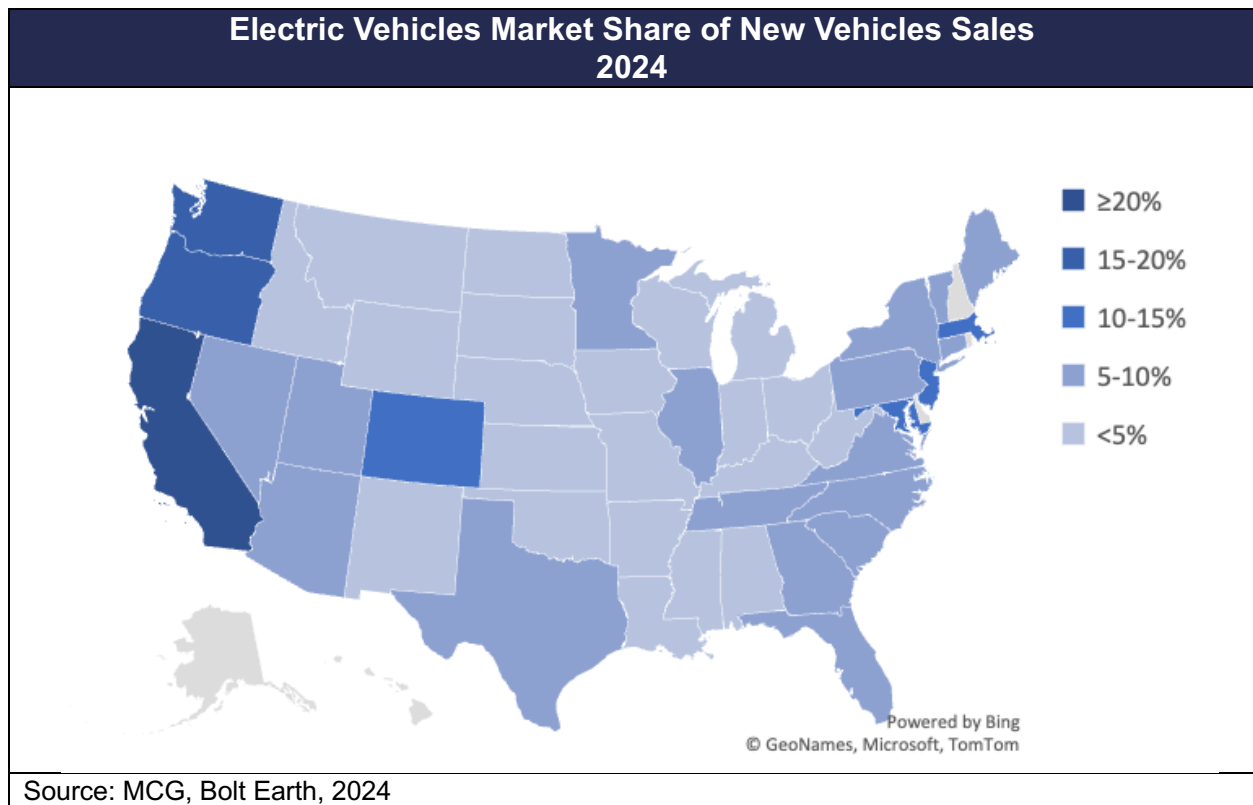 Electric Vehicles Market Share of New Vehicles Sales
2024
≥20%
15-20%
10-15%
5-10%
<5%
Powered by Bing
© GeoNames, Microsoft, TomTom
Source: MCG, Bolt Earth, 2024